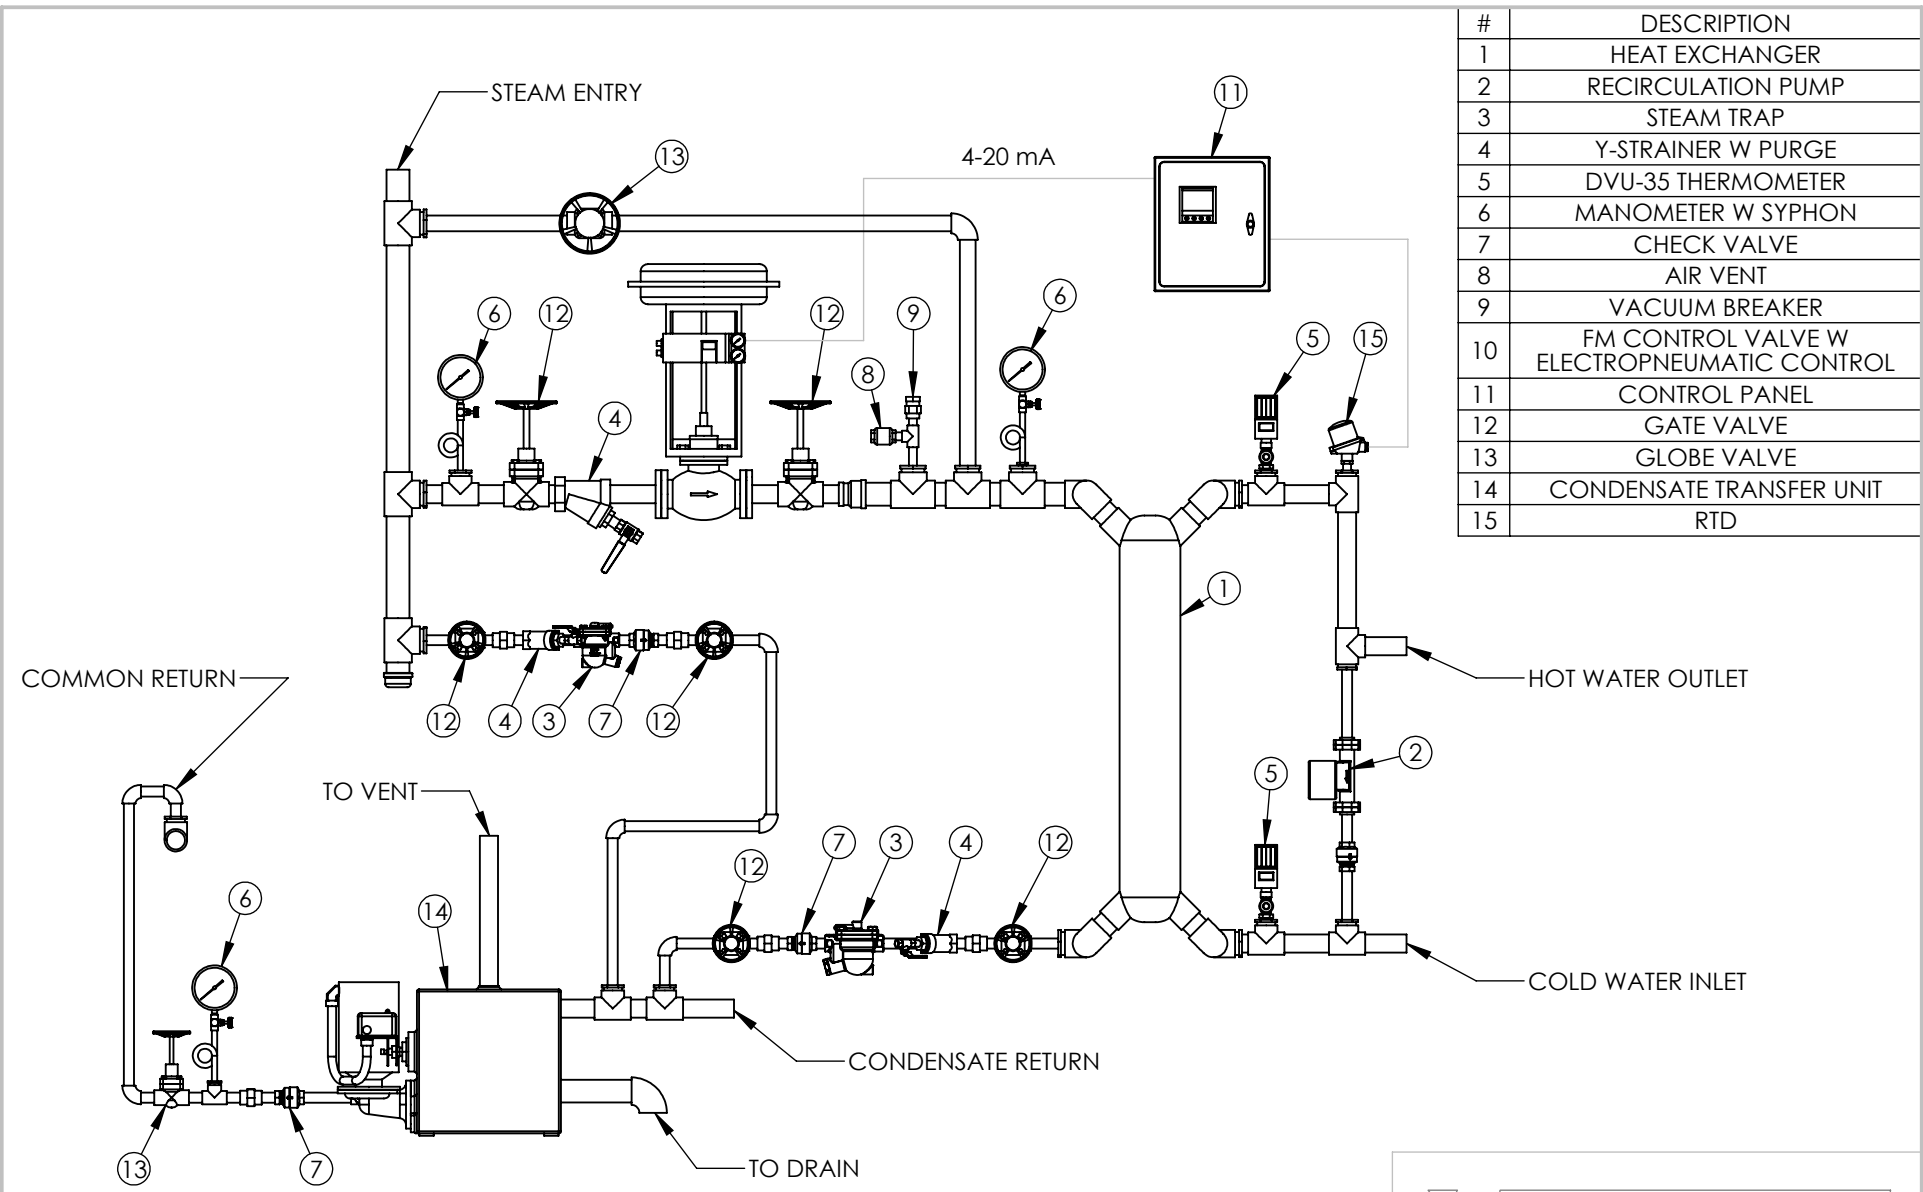 # DESCRIPTION
1 HEAT EXCHANGER
2 RECIRCULATION PUMP
3 STEAM TRAP
4 Y-STRAINER W PURGE
5 DVU-35 THERMOMETER
6 MANOMETER W SYPHON
7 CHECK VALVE
8 AIR VENT
9 VACUUM BREAKER
10 FM CONTROL VALVE W
ELECTROPNEUMATIC CONTROL
11 CONTROL PANEL
12 GATE VALVE
13 GLOBE VALVE
14 CONDENSATE TRANSFER UNIT
15 RTD
STEAM ENTRY
11
13
4-20 mA
6
12
12
9
6
5
15
8
4
1
COMMON RETURN
HOT WATER OUTLET
12
4
3
7
12
2
5
TO VENT
12
7
3
4
12
6
14
COLD WATER INLET
CONDENSATE RETURN
13
7
TO DRAIN